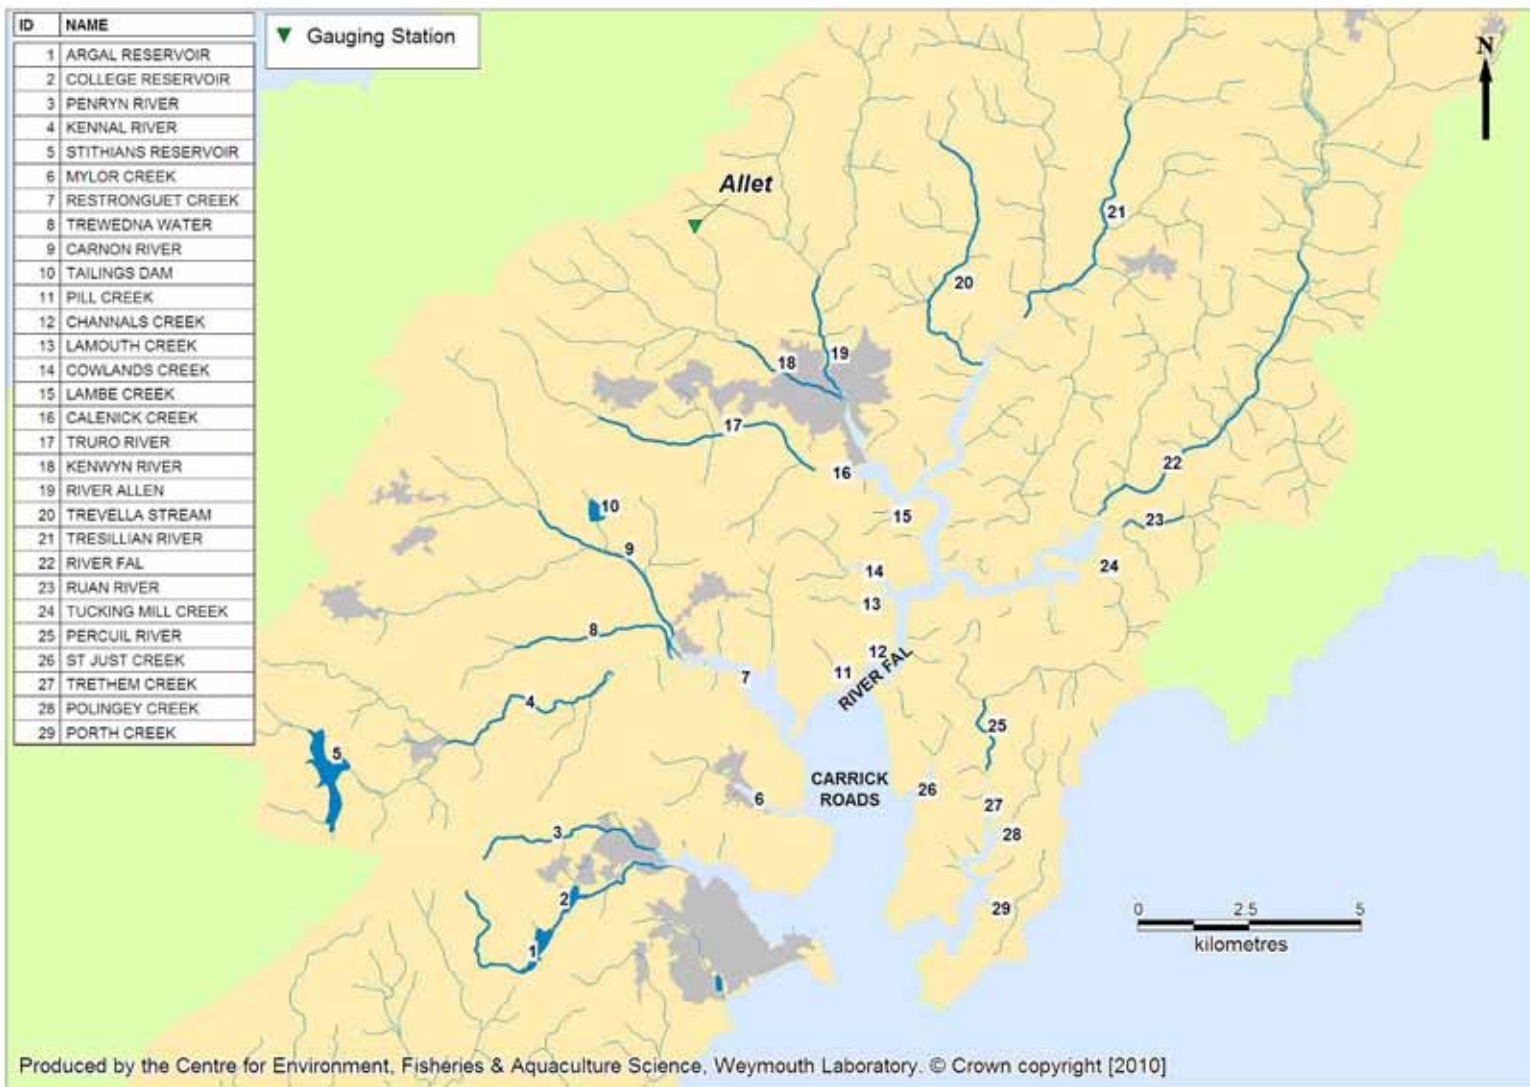 ID NAME
1 ARGAL RESERVOIR
2 COLLEGE RESERVOIR
3 PENRYN RIVER
4 KENNAL RIVER
5 STITHIANS RESERVOIR
6 MYLOR CREEK
7 RESTRONGUET CREEK
8 TREWEDNA WATER
9 CARNON RIVER
10 TAILINGS DAM
11 PILL CREEK
12 CHANNALS CREEK
13 LAMOUTH CREEK
14 COWLANDS CREEK
15 LAMBE CREEK
16 CALENICK CREEK
17 TRURO RIVER
18 KENWYN RIVER
19 RIVER ALLEN
20 TREVELLA STREAM
21 TRESILLIAN RIVER
22 RIVER FAL
23 RUAN RIVER
24 TUCKING MILL CREEK
25 PERCUIL RIVER
26 ST JUST CREEK
27 TRETHEM CREEK
28 POLINGEY CREEK
29 PORTH CREEK
Gauging Station
N
Allet
21
20
19
18
17
16
22
10
15
23
9
14
24
13
8
12
11
7
RIVER FAL
4
25
5
CARRICK
ROADS
26
6
27
3
28
2
29
1
0 2.5 5
kilometres
Produced by the Centre for Environment, Fisheries & Aquaculture Science, Weymouth Laboratory. © Crown copyright [2010]